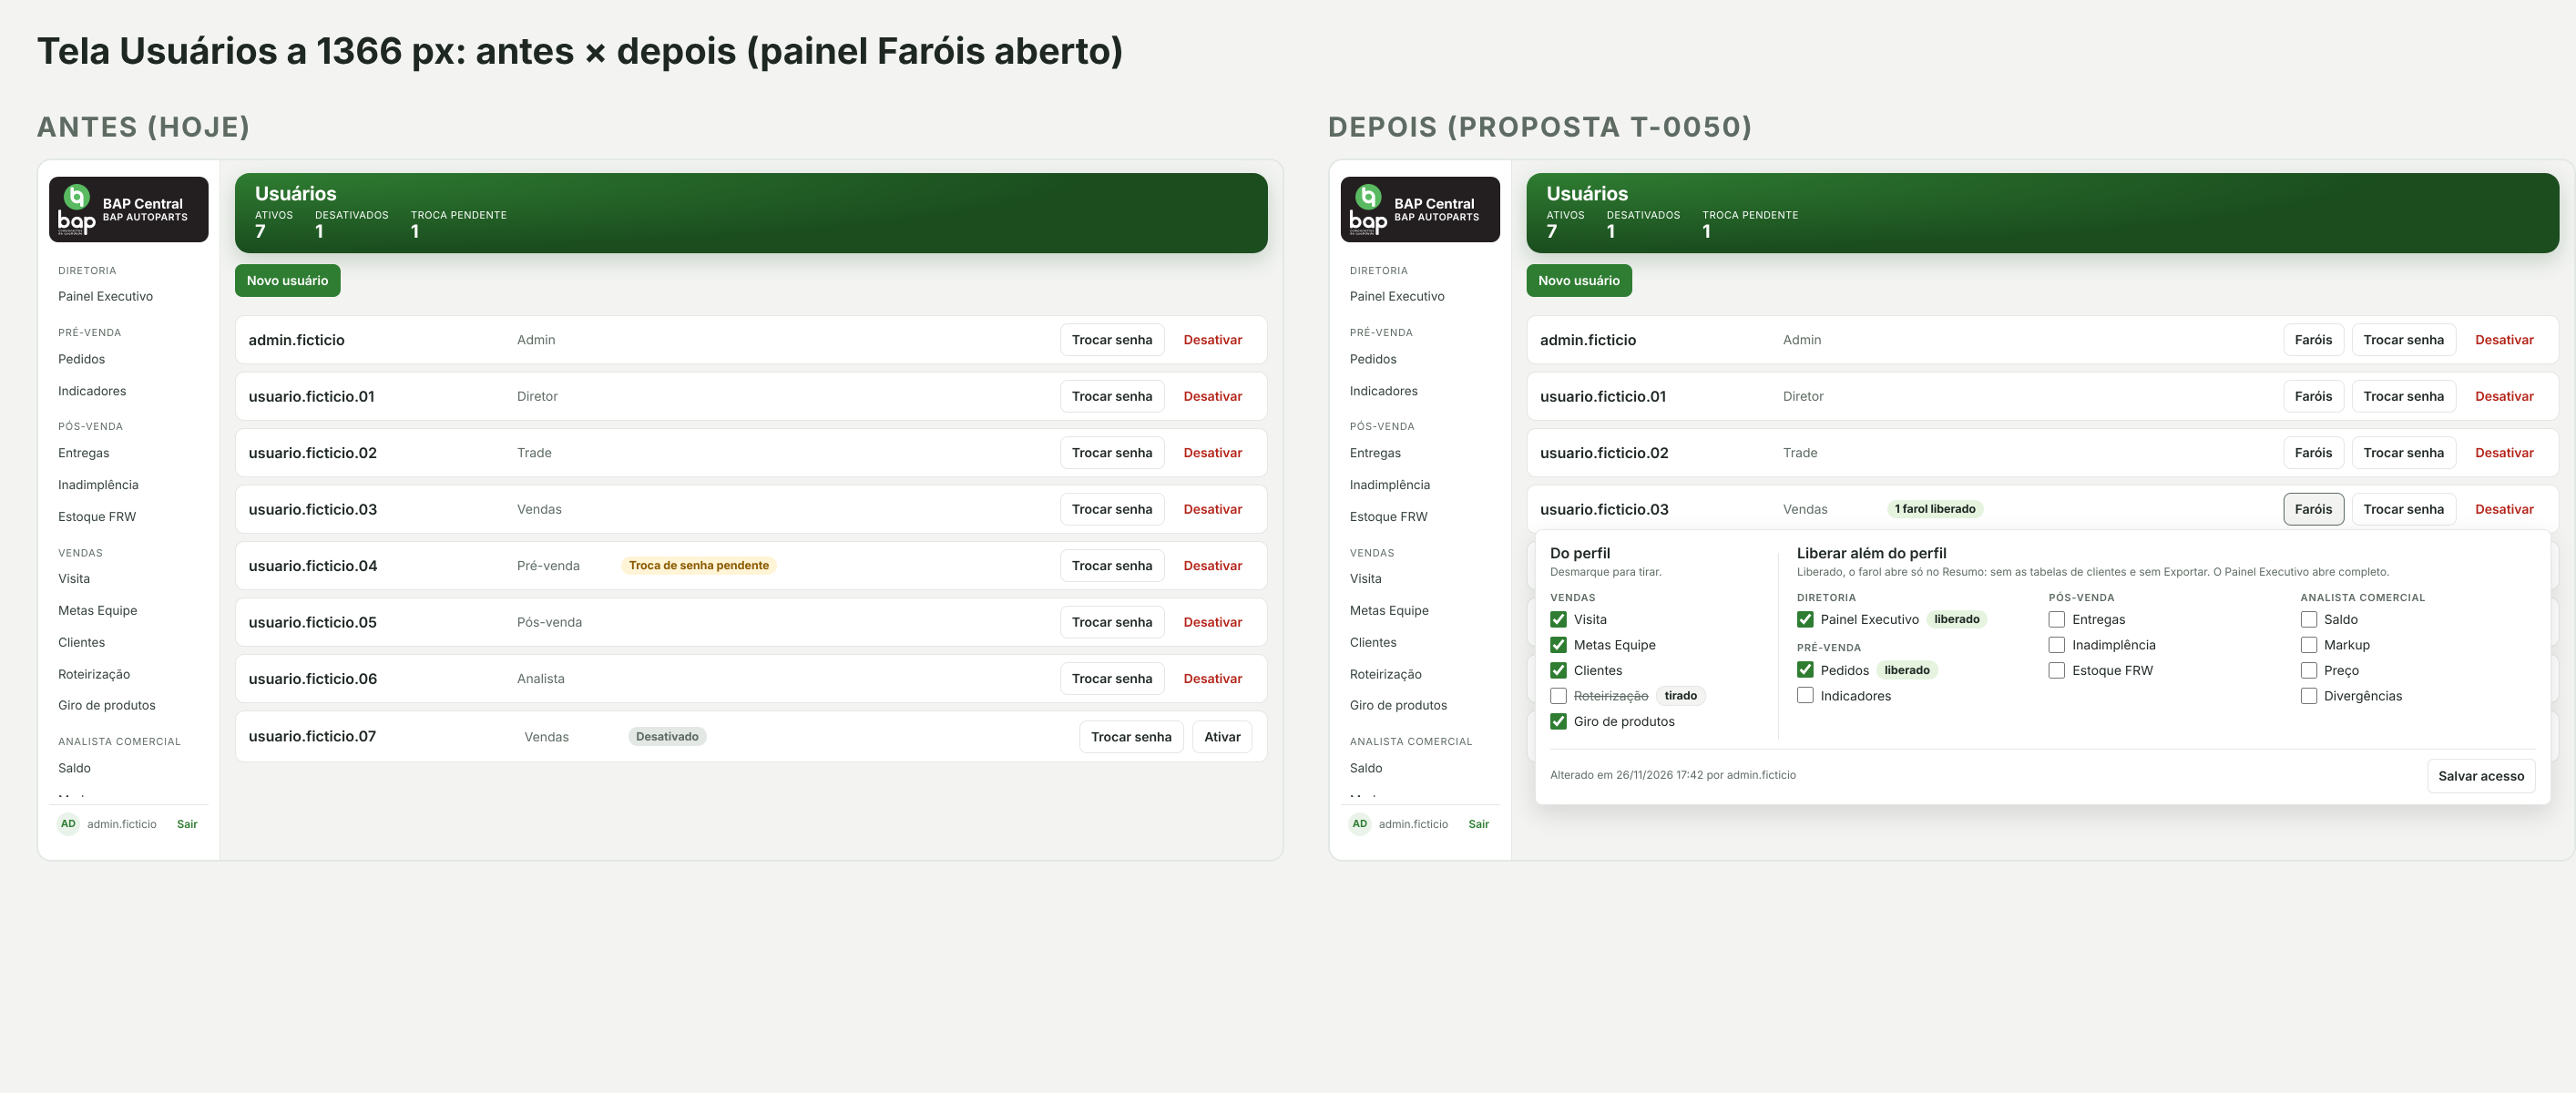 Tela Usuários a 1366 px: antes × depois (painel Faróis aberto)
ANTES (HOJE)
bap
BAP Central
BAP AUTOPARTS
DIRETORIA
Painel Executivo
PRÉ-VENDA
Pedidos
Indicadores
PÓS-VENDA
Entregas
Inadimplência
Estoque FRW
VENDAS
Visita
Metas Equipe
Clientes
Roteirização
Giro de produtos
ANALISTA COMERCIAL
Saldo
AD admin.ficticio Sair
Usuários
ATIVOS DESATIVADOS TROCA PENDENTE
7 1 1
Novo usuário
admin.ficticio Admin Trocar senha Desativar
usuario.ficticio.01 Diretor Trocar senha Desativar
usuario.ficticio.02 Trade Trocar senha Desativar
usuario.ficticio.03 Vendas Trocar senha Desativar
usuario.ficticio.04 Pré-venda Troca de senha pendente Trocar senha Desativar
usuario.ficticio.05 Pós-venda Trocar senha Desativar
usuario.ficticio.06 Analista Trocar senha Desativar
usuario.ficticio.07 Vendas Desativado Trocar senha Ativar
DEPOIS (PROPOSTA T-0050)
bap
BAP Central
BAP AUTOPARTS
DIRETORIA
Painel Executivo
PRÉ-VENDA
Pedidos
Indicadores
PÓS-VENDA
Entregas
Inadimplência
Estoque FRW
VENDAS
Visita
Metas Equipe
Clientes
Roteirização
Giro de produtos
ANALISTA COMERCIAL
Saldo
AD admin.ficticio Sair
Usuários
ATIVOS DESATIVADOS TROCA PENDENTE
7 1 1
Novo usuário
admin.ficticio Admin Faróis Trocar senha Desativar
usuario.ficticio.01 Diretor Faróis Trocar senha Desativar
usuario.ficticio.02 Trade Faróis Trocar senha Desativar
usuario.ficticio.03 Vendas 1 farol liberado Faróis Trocar senha Desativar
Do perfil
Desmarque para tirar.
VENDAS
Visita
Metas Equipe
Clientes
Roteirização tirado
Giro de produtos
Liberar além do perfil
Liberado, o farol abre só no Resumo: sem as tabelas de clientes e sem Exportar. O Painel Executivo abre completo.
DIRETORIA
Painel Executivo liberado
PRÉ-VENDA
Pedidos liberado
Indicadores
PÓS-VENDA
Entregas
Inadimplência
Estoque FRW
ANALISTA COMERCIAL
Saldo
Markup
Preço
Divergências
Alterado em 26/11/2026 17:42 por admin.ficticio Salvar acesso